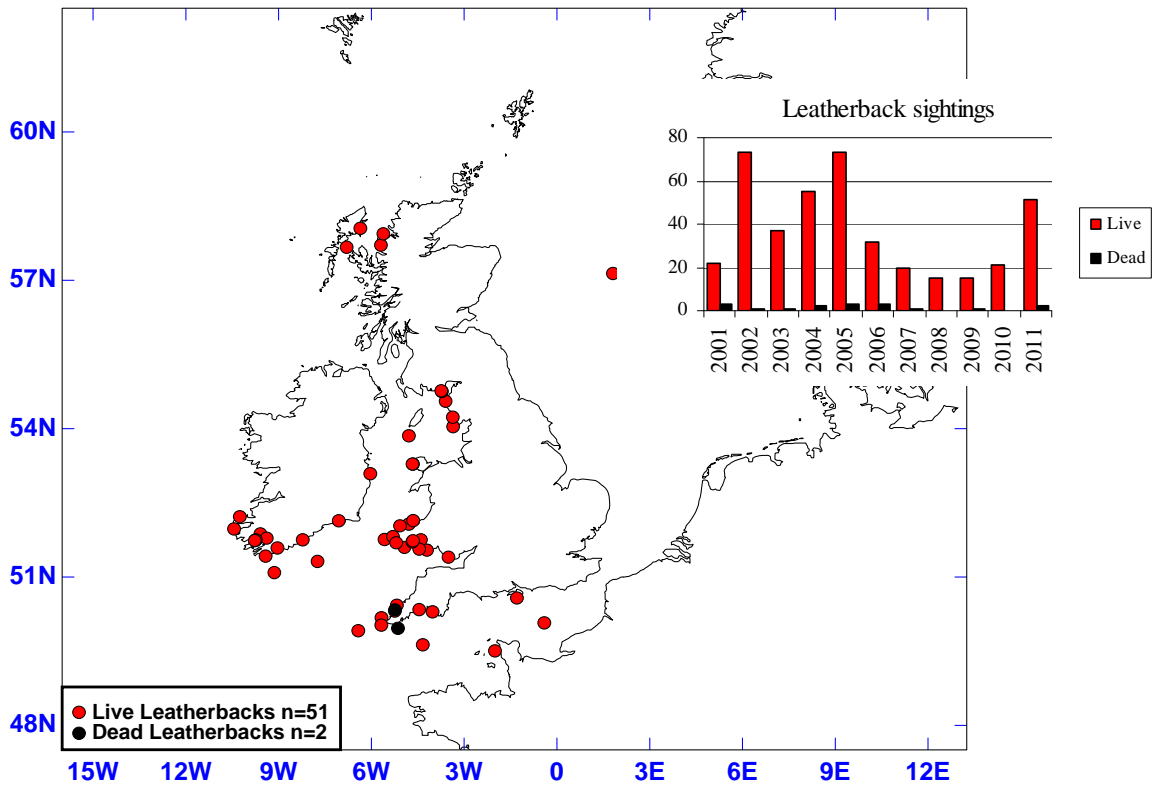 Leatherback sightings
80
60
40
20
0
2001
2002
2003
2004
2005
2006
2007
2008
2009
2010
2011
Live
Dead
60N
57N
54N
51N
48N
Live Leatherbacks n=51
Dead Leatherbacks n=2
15W 12W 9W 6W 3W 0 3E 6E 9E 12E